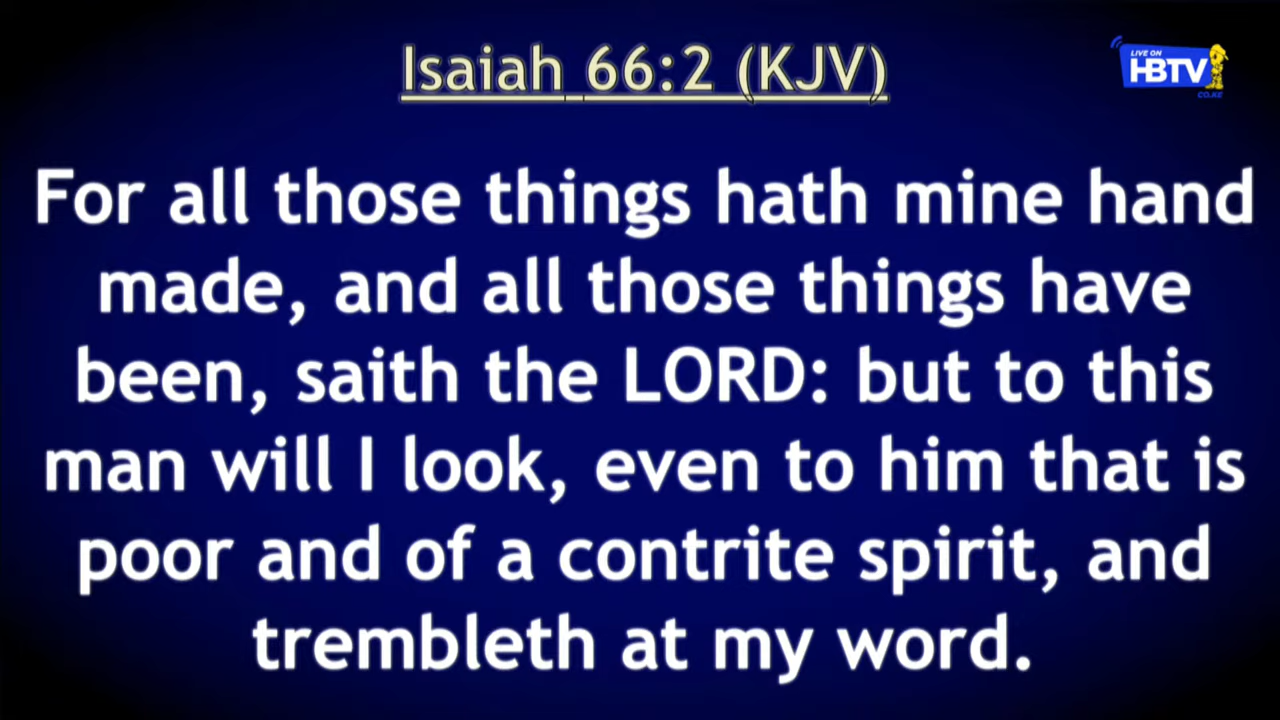 Isaiah 66:2 (KJV)
LIVE ON
HBTV
CO.KE
For all those things hath mine hand
made, and all those things have
been, saith the LORD: but to this
man will I look, even to him that is
poor and of a contrite spirit, and
trembleth at my word.